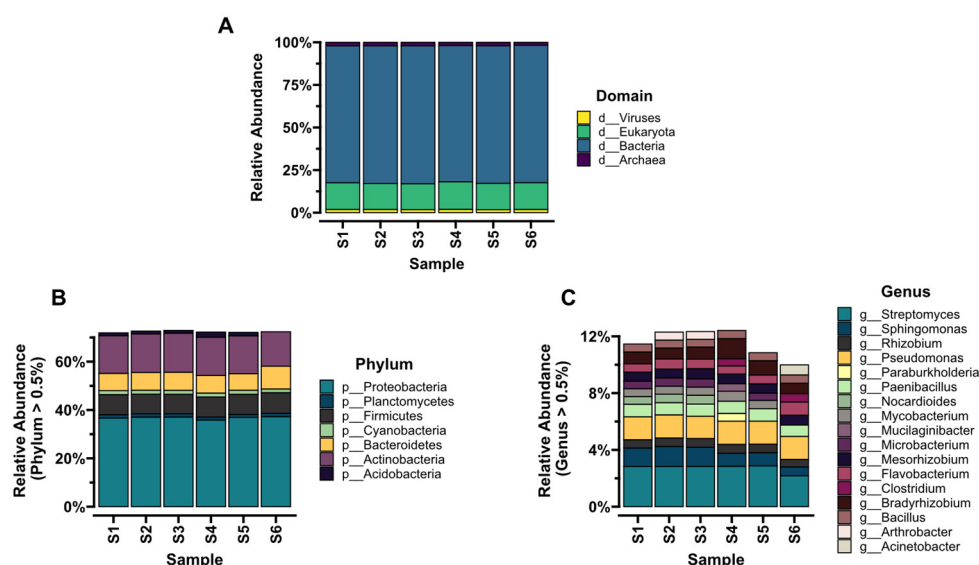 A
Relative Abundance
100%
75%
50%
25%
0%
S1
S2
S3
S4
S5
S6
Sample
Domain
d__Viruses
d__Eukaryota
d__Bacteria
d__Archaea
B
Relative Abundance
(Phylum > 0.5%)
60%
40%
20%
0%
S1
S2
S3
S4
S5
S6
Sample
Phylum
p__Proteobacteria
p__Planctomycetes
p__Firmicutes
p__Cyanobacteria
p__Bacteroidetes
p__Actinobacteria
p__Acidobacteria
C
Relative Abundance
(Genus > 0.5%)
12%
8%
4%
0%
S1
S2
S3
S4
S5
S6
Sample
Genus
g__Streptomyces
g__Sphingomonas
g__Rhizobium
g__Pseudomonas
g__Paraburkholderia
g__Paenibacillus
g__Nocardioides
g__Mycobacterium
g__Mucilaginibacter
g__Microbacterium
g__Mesorhizobium
g__Flavobacterium
g__Clostridium
g__Bradyrhizobium
g__Bacillus
g__Arthrobacter
g__Acinetobacter